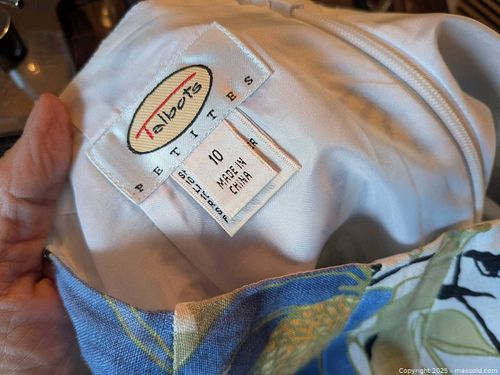 Talbots
PETITES
10
MADE IN
CHINA
Copyright 2025 - maxsold.com